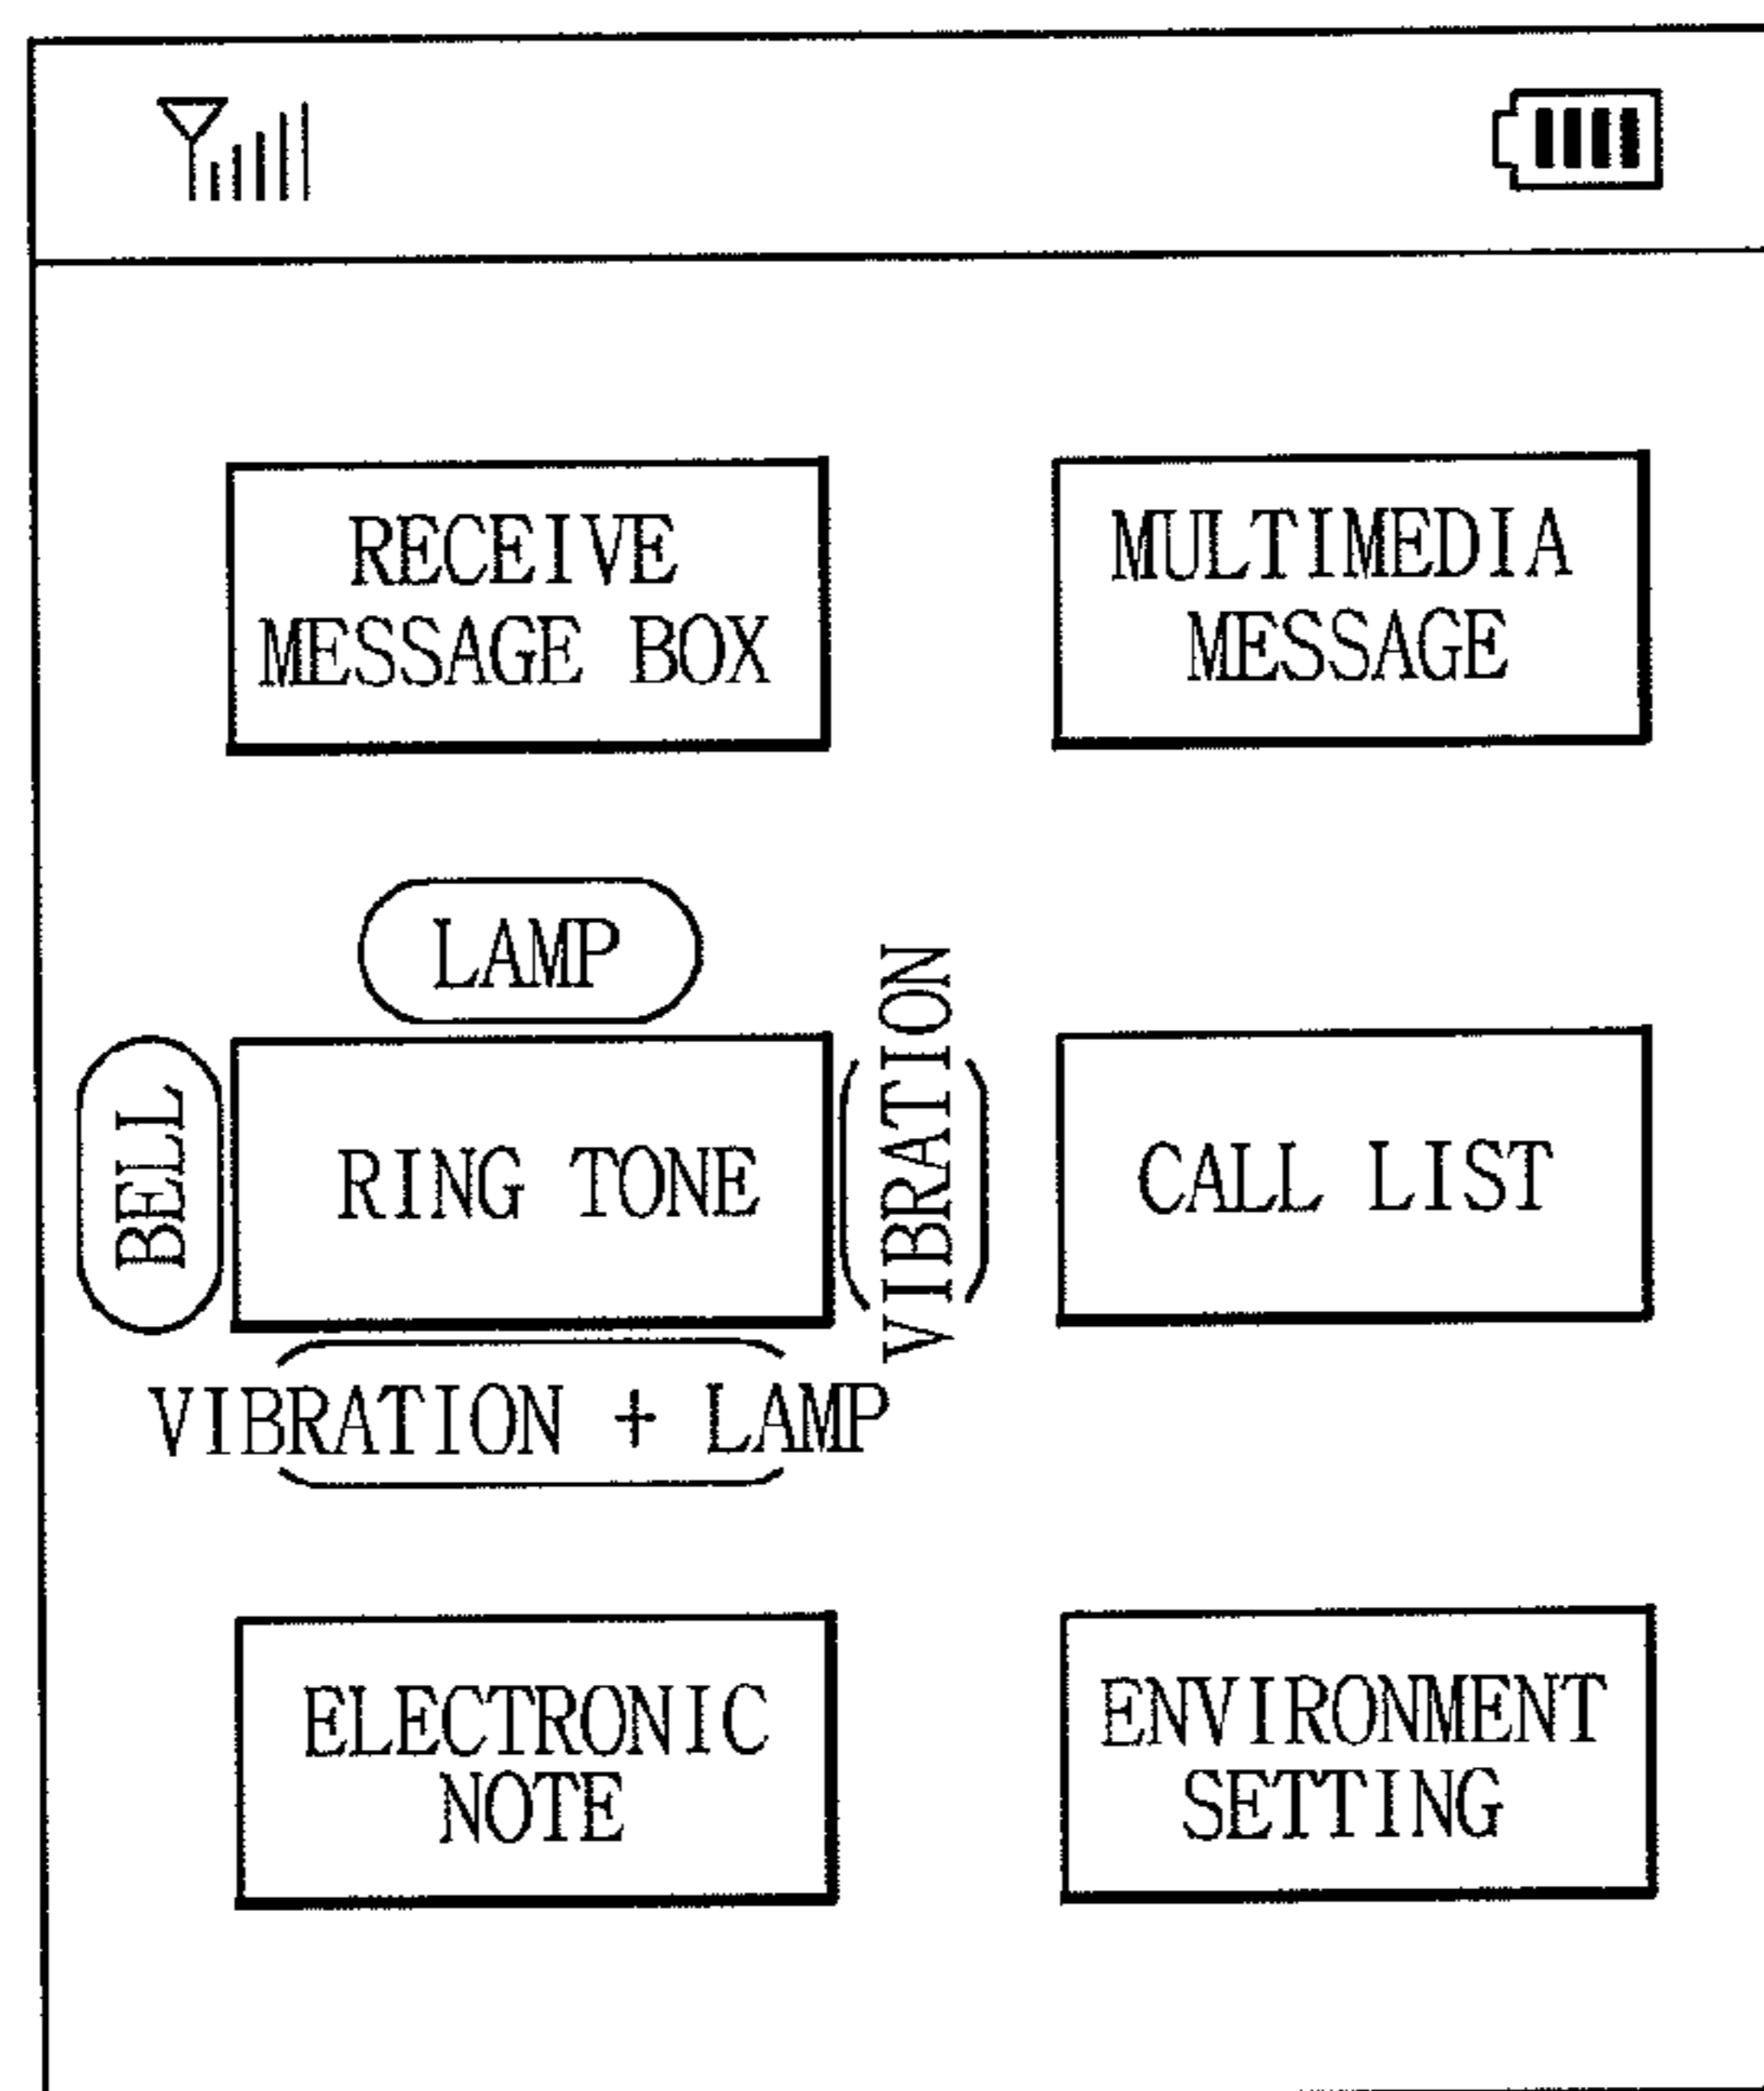 RECEIVE
MESSAGE BOX
MULTIMEDIA
MESSAGE
LAMP
BELL
RING TONE
VIBRATION
CALL LIST
VIBRATION + LAMP
ELECTRONIC
NOTE
ENVIRONMENT
SETTING